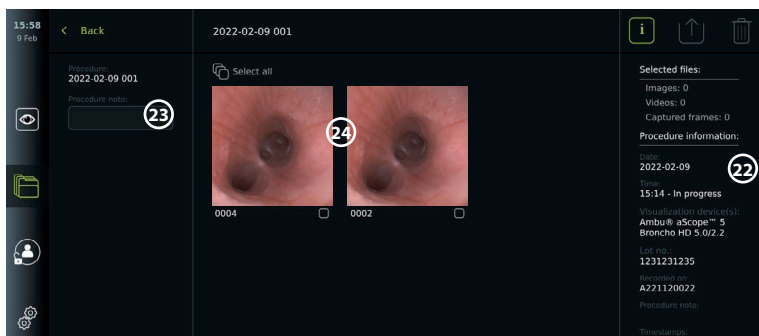 15:58
9 Feb
Back
2022-02-09 001
i
Procedure:
2022-02-09 001
Procedure note:
23
Select all
24
0004
0002
Selected files:
Images: 0
Videos: 0
Captured frames: 0
Procedure information:
Date:
2022-02-09
22
Time:
15:14 - In progress
Visualization device(s):
Ambu® aScope™ 5
Broncho HD 5.0/2.2
Lot no.:
1231231235
Recorded on:
A221120022
Procedure note:
Timestamps: